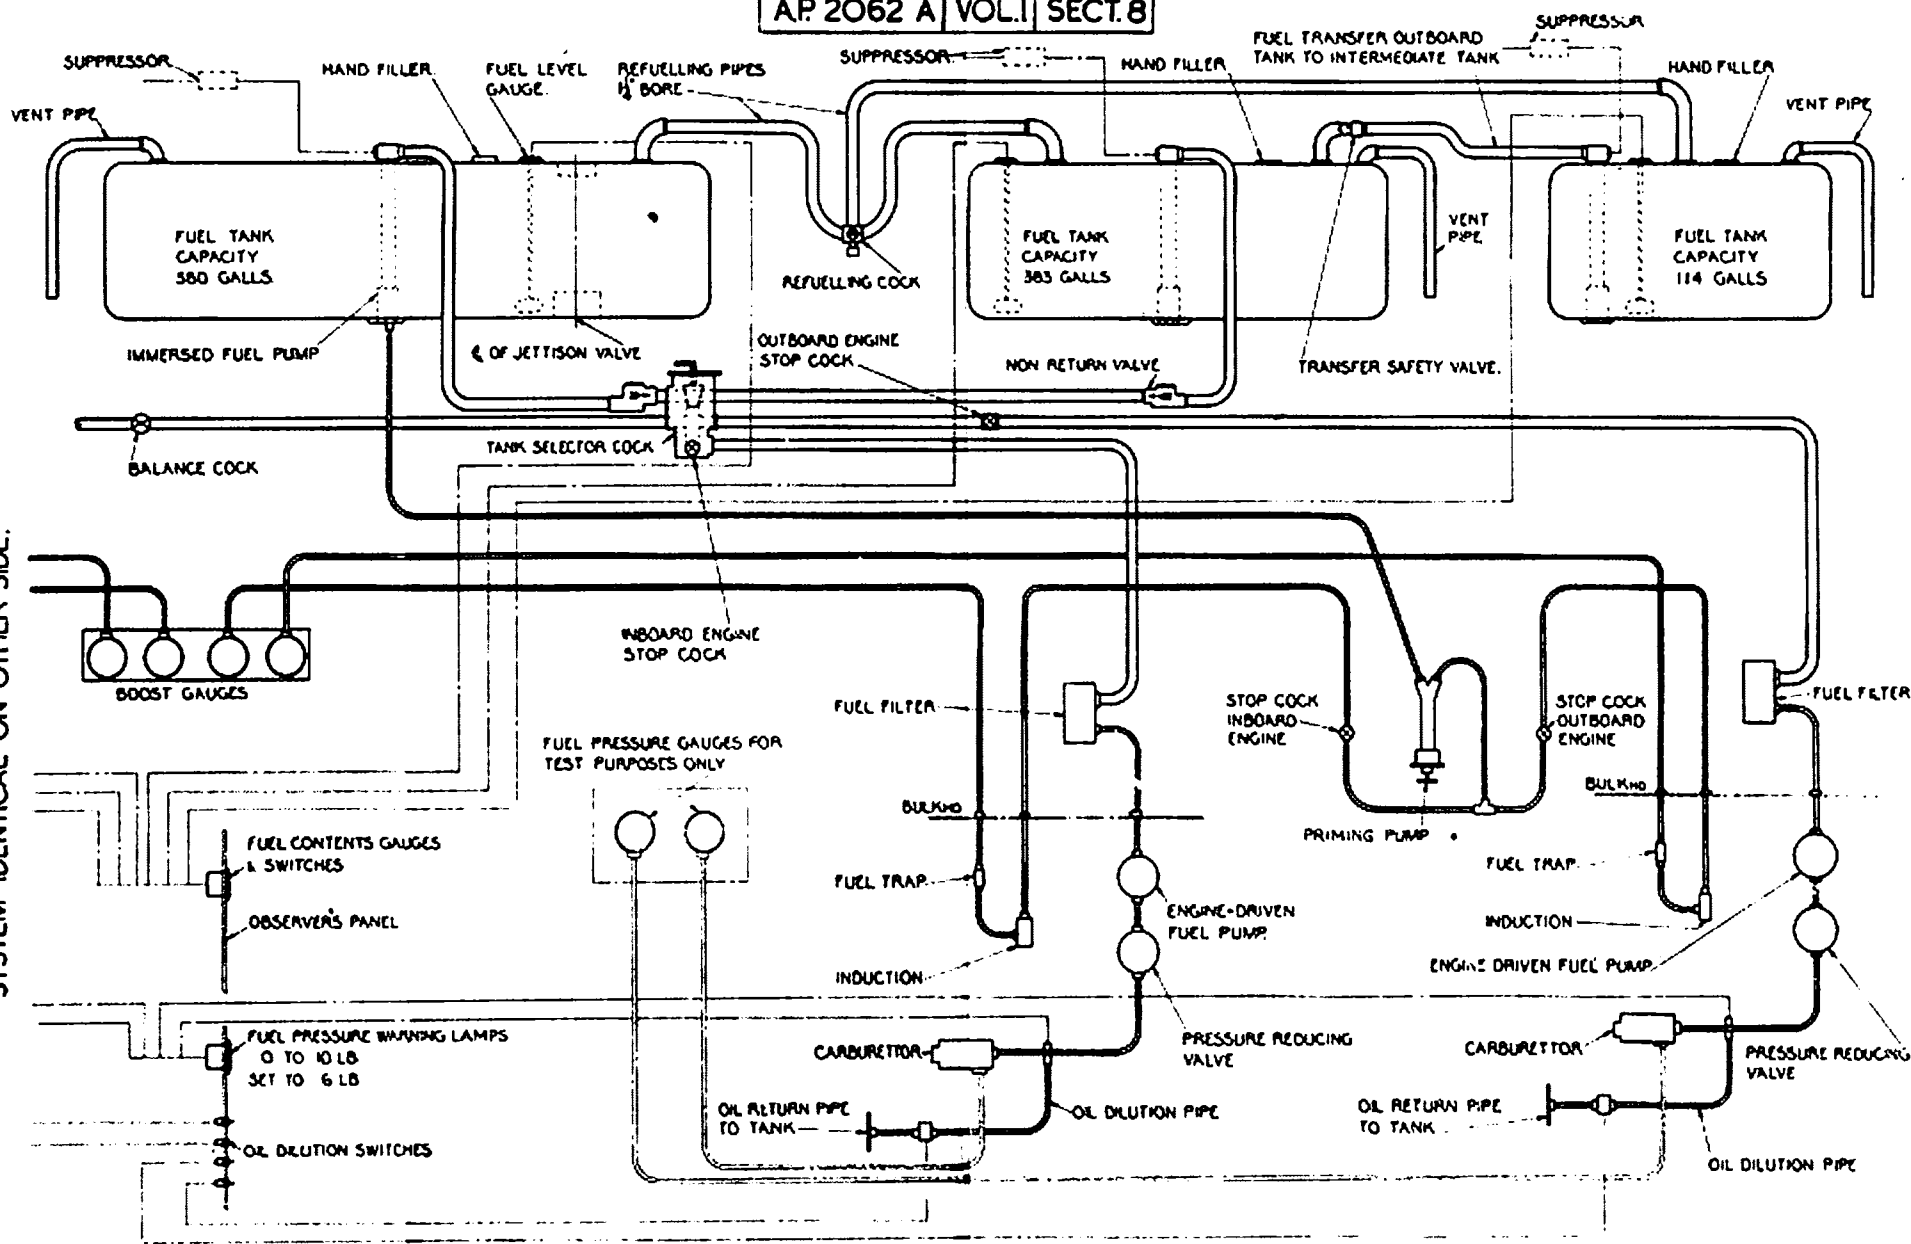 A.P. 2062 A VOL.1 SECT. 8
SUPPRESSOR
HAND FILLER
FUEL LEVEL
GAUGE.
REFUELLING PIPES
1¼" BORE
SUPPRESSOR
HAND FILLER
FUEL TRANSFER OUTBOARD
TANK TO INTERMEDIATE TANK
SUPPRESSOR
HAND FILLER
VENT PIPE
VENT PIPE
FUEL TANK
CAPACITY
580 GALLS
REFUELLING COCK
FUEL TANK
CAPACITY
383 GALLS
VENT
PIPE
FUEL TANK
CAPACITY
114 GALLS
IMMERSED FUEL PUMP
℄ OF JETTISON VALVE
OUTBOARD ENGINE
STOP COCK
NON RETURN VALVE
TRANSFER SAFETY VALVE.
BALANCE COCK
TANK SELECTOR COCK
SYSTEM IDENTICAL ON OTHER SIDE.
INBOARD ENGINE
STOP COCK
BOOST GAUGES
FUEL FILTER
STOP COCK
INBOARD
ENGINE
STOP COCK
OUTBOARD
ENGINE
FUEL FILTER
FUEL PRESSURE GAUGES FOR
TEST PURPOSES ONLY
BULKHD
BULKHD
PRIMING PUMP
FUEL CONTENTS GAUGES
& SWITCHES
FUEL TRAP
FUEL TRAP
OBSERVER'S PANEL
ENGINE-DRIVEN
FUEL PUMP.
INDUCTION
INDUCTION
ENGINE DRIVEN FUEL PUMP
FUEL PRESSURE WARNING LAMPS
0 TO 10 LB
SET TO 6 LB
CARBURETTOR
PRESSURE REDUCING
VALVE
CARBURETTOR
PRESSURE REDUCING
VALVE
OIL RETURN PIPE
TO TANK
OIL DILUTION PIPE
OIL RETURN PIPE
TO TANK
OIL DILUTION SWITCHES
OIL DILUTION PIPE